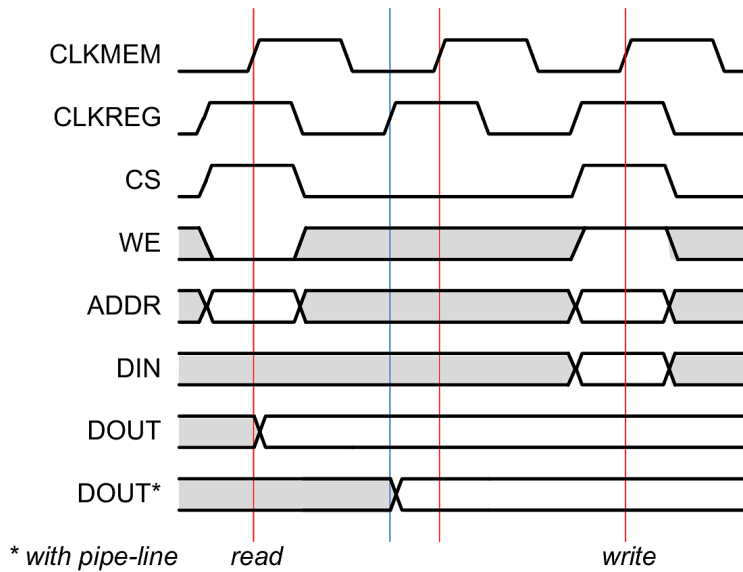 CLKMEM
CLKREG
CS
WE
ADDR
DIN
DOUT
DOUT*
* with pipe-line read write